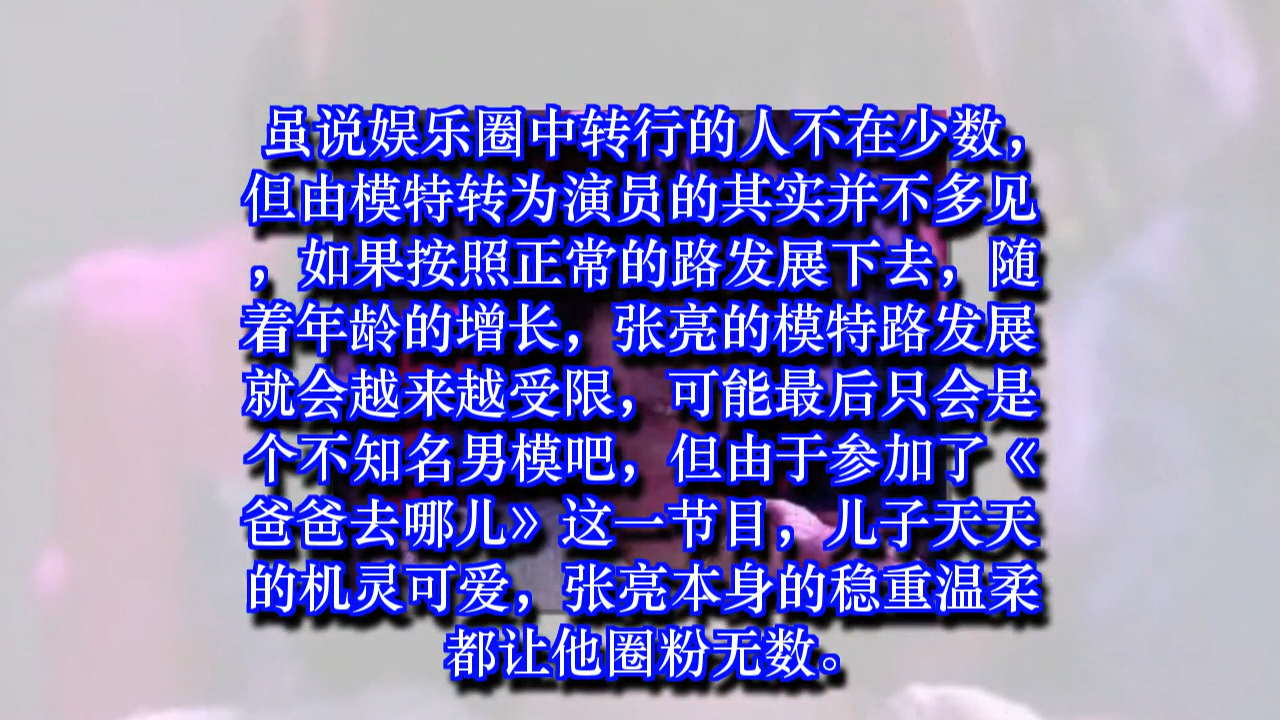 虽说娱乐圈中转行的人不在少数，
但由模特转为演员的其实并不多见
，如果按照正常的路发展下去，随
着年龄的增长，张亮的模特路发展
就会越来越受限，可能最后只会是
个不知名男模吧，但由于参加了《
爸爸去哪儿》这一节目，儿子天天
的机灵可爱，张亮本身的稳重温柔
都让他圈粉无数。